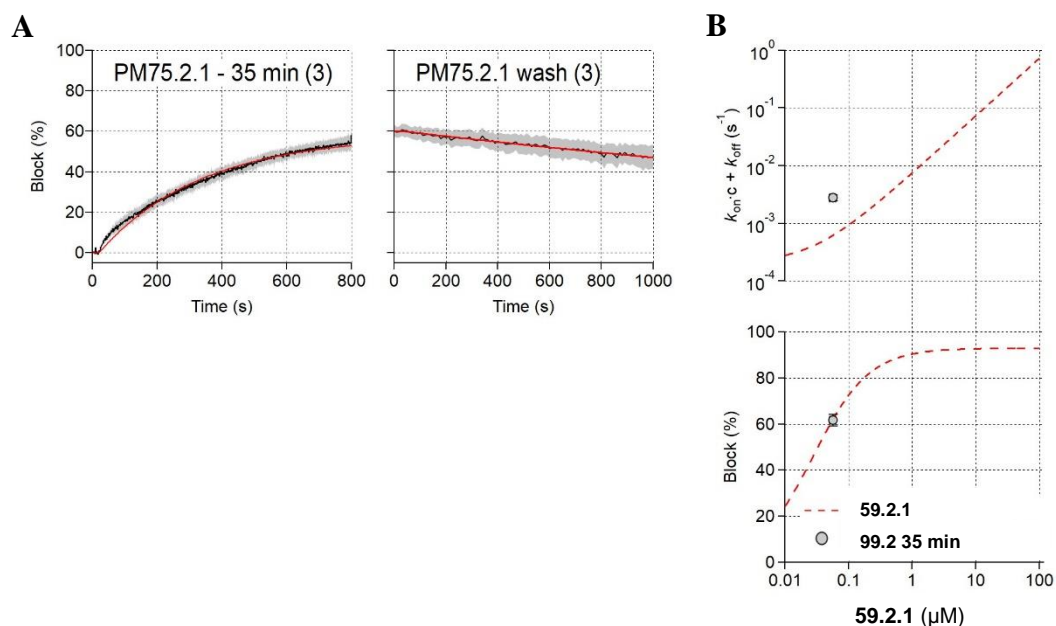 A
PM75.2.1 - 35 min (3)
PM75.2.1 wash (3)
Block (%)
100
80
60
40
20
0
0 200 400 600 800
Time (s)
0 200 400 600 800 1000
Time (s)
B
k_on·c + k_off (s⁻¹)
10⁰
10⁻¹
10⁻²
10⁻³
10⁻⁴
Block (%)
100
80
60
40
20
0
59.2.1
99.2 35 min
0.01 0.1 1 10 100
59.2.1 (µM)